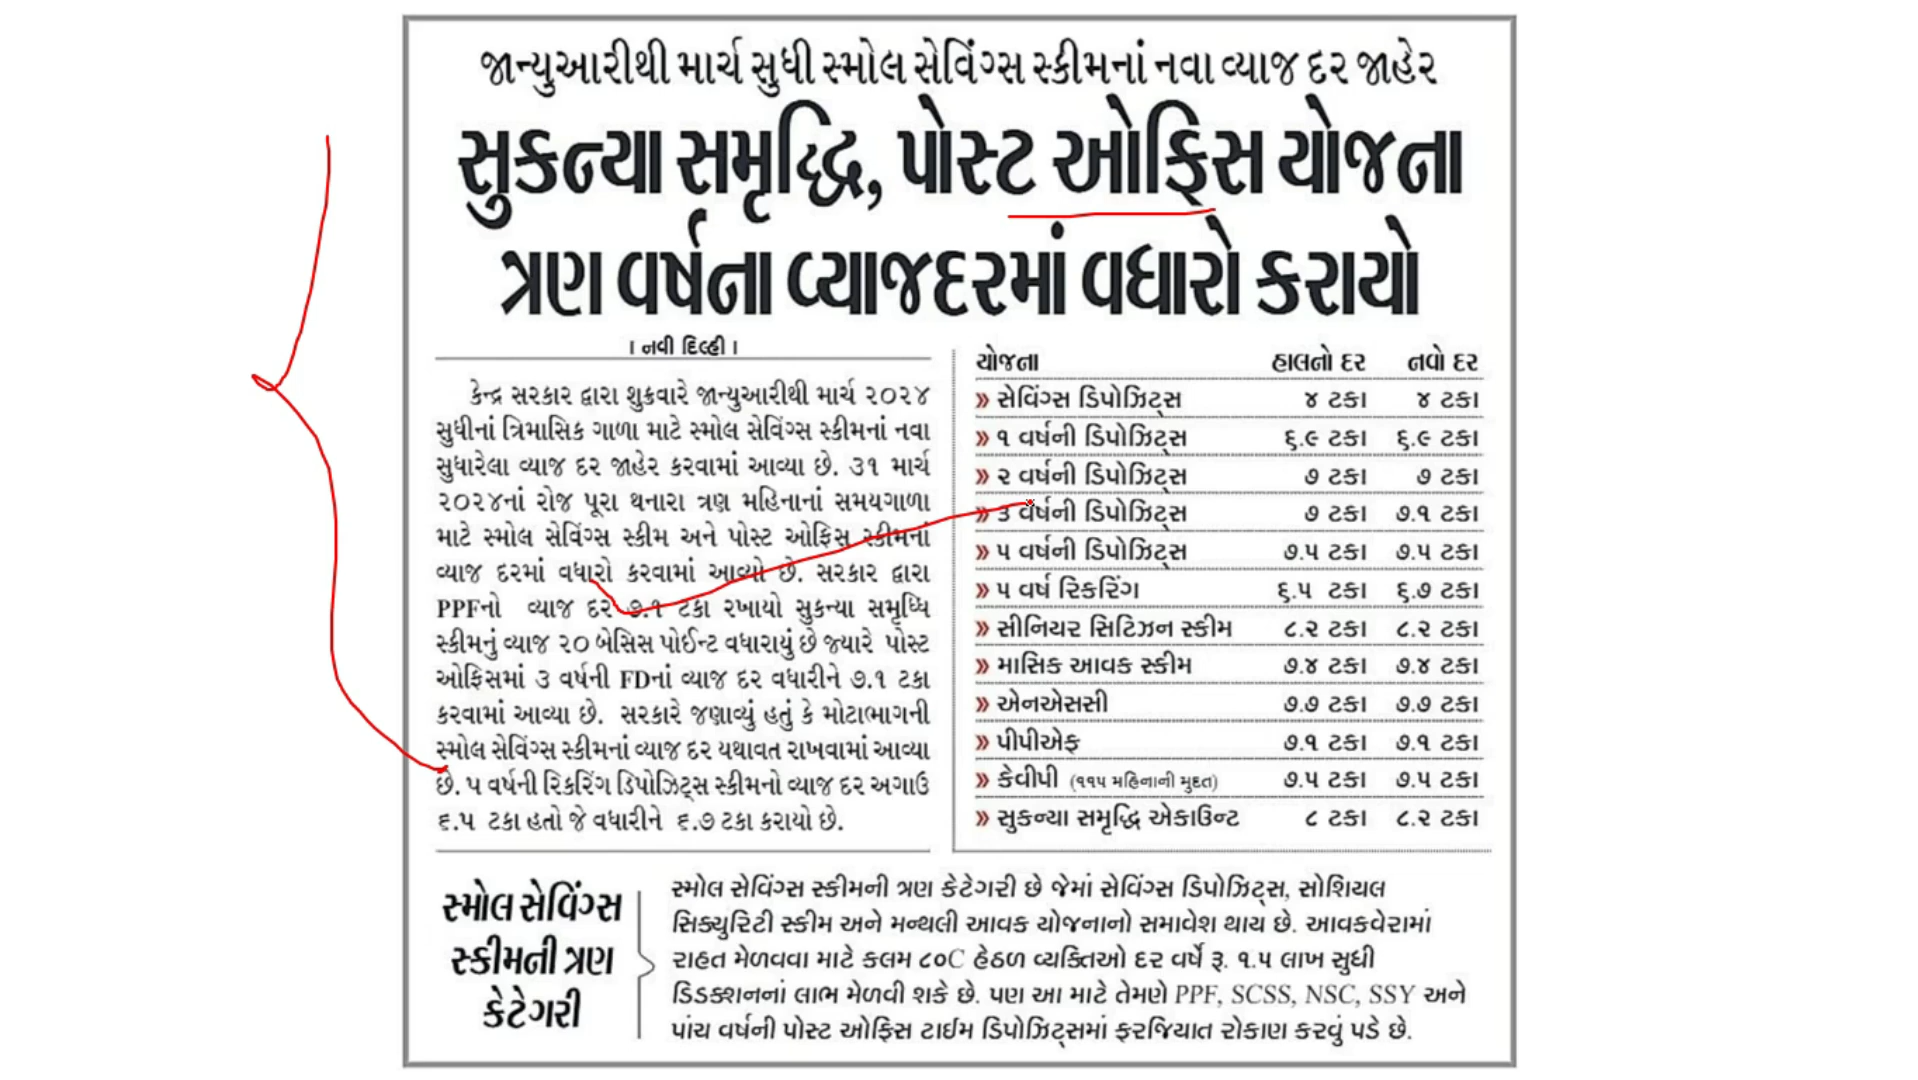 જાન્યુઆરીથી માર્ચ સુધી સ્મોલ સેવિંગ્સ સ્કીમનાં નવા વ્યાજ દર જાહેર
સુકન્યા સમૃદ્ધિ, પોસ્ટ ઓફિસ યોજના
ત્રણ વર્ષના વ્યાજદરમાં વધારો કરાયો
। નવી દિલ્હી ।
કેન્દ્ર સરકાર દ્વારા શુક્રવારે જાન્યુઆરીથી માર્ચ ૨૦૨૪
સુધીનાં ત્રિમાસિક ગાળા માટે સ્મોલ સેવિંગ્સ સ્કીમનાં નવા
સુધારેલા વ્યાજ દર જાહેર કરવામાં આવ્યા છે. ૩૧ માર્ચ
૨૦૨૪નાં રોજ પૂરા થનારા ત્રણ મહિનાનાં સમયગાળા
માટે સ્મોલ સેવિંગ્સ સ્કીમ અને પોસ્ટ ઓફિસ સ્કીમનાં
વ્યાજ દરમાં વધારો કરવામાં આવ્યો છે. સરકાર દ્વારા
PPFનો વ્યાજ દર ૭.૧ ટકા રખાયો સુકન્યા સમૃધ્ધિ
સ્કીમનું વ્યાજ ૨૦ બેસિસ પોઈન્ટ વધારાયું છે જ્યારે પોસ્ટ
ઓફિસમાં ૩ વર્ષની FDનાં વ્યાજ દર વધારીને ૭.૧ ટકા
કરવામાં આવ્યા છે. સરકારે જણાવ્યું હતું કે મોટાભાગની
સ્મોલ સેવિંગ્સ સ્કીમનાં વ્યાજ દર યથાવત રાખવામાં આવ્યા
છે. ૫ વર્ષની રિકરિંગ ડિપોઝિટ્સ સ્કીમનો વ્યાજ દર અગાઉ
૬.૫ ટકા હતો જે વધારીને ૬.૭ ટકા કરાયો છે.
યોજના હાલનો દર નવો દર
» સેવિંગ્સ ડિપોઝિટ્સ ૪ ટકા ૪ ટકા
» ૧ વર્ષની ડિપોઝિટ્સ ૬.૯ ટકા ૬.૯ ટકા
» ૨ વર્ષની ડિપોઝિટ્સ ૭ ટકા ૭ ટકા
» ૩ વર્ષની ડિપોઝિટ્સ ૭ ટકા ૭.૧ ટકા
» ૫ વર્ષની ડિપોઝિટ્સ ૭.૫ ટકા ૭.૫ ટકા
» ૫ વર્ષ રિકરિંગ ૬.૫ ટકા ૬.૭ ટકા
» સીનિયર સિટિઝન સ્કીમ ૮.૨ ટકા ૮.૨ ટકા
» માસિક આવક સ્કીમ ૭.૪ ટકા ૭.૪ ટકા
» એનએસસી ૭.૭ ટકા ૭.૭ ટકા
» પીપીએફ ૭.૧ ટકા ૭.૧ ટકા
» કેવીપી (૧૧૫ મહિનાની મુદત) ૭.૫ ટકા ૭.૫ ટકા
» સુકન્યા સમૃદ્ધિ એકાઉન્ટ ૮ ટકા ૮.૨ ટકા
સ્મોલ સેવિંગ્સ
સ્કીમની ત્રણ
કેટેગરી
સ્મોલ સેવિંગ્સ સ્કીમની ત્રણ કેટેગરી છે જેમાં સેવિંગ્સ ડિપોઝિટ્સ, સોશિયલ
સિક્યુરિટી સ્કીમ અને મન્થલી આવક યોજનાનો સમાવેશ થાય છે. આવકવેરામાં
રાહત મેળવવા માટે કલમ ૮૦C હેઠળ વ્યક્તિઓ દર વર્ષે રૂ. ૧.૫ લાખ સુધી
ડિડક્શનનાં લાભ મેળવી શકે છે. પણ આ માટે તેમણે PPF, SCSS, NSC, SSY અને
પાંચ વર્ષની પોસ્ટ ઓફિસ ટાઈમ ડિપોઝિટ્સમાં ફરજિયાત રોકાણ કરવું પડે છે.